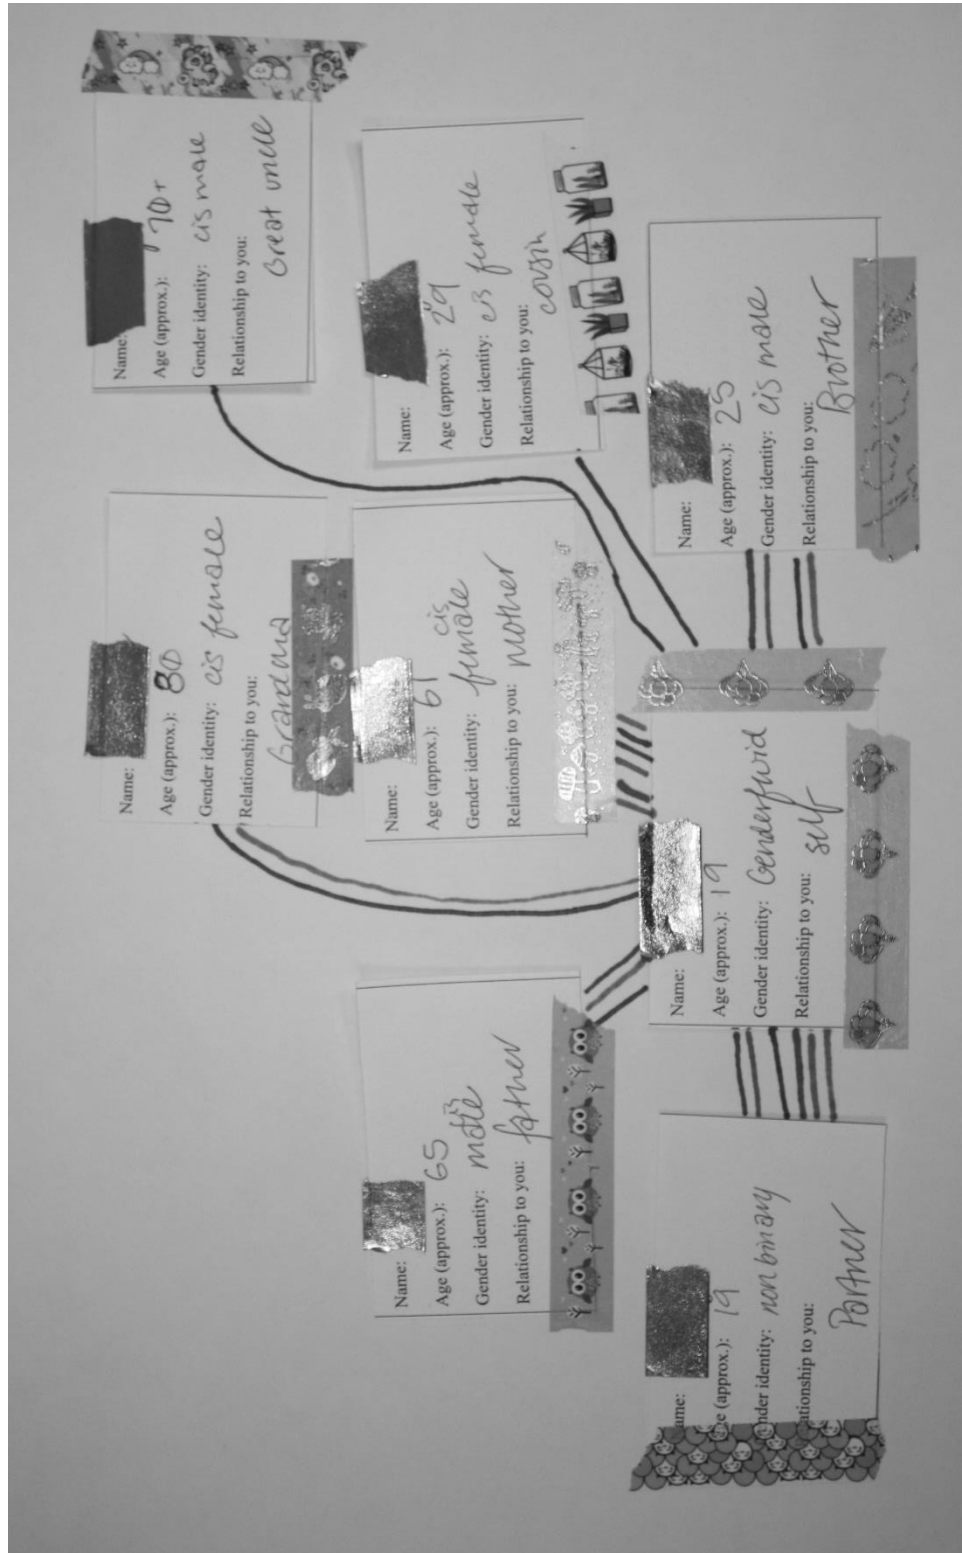 Name:
Age (approx.): 80
Gender identity: cis female
Relationship to you:
Grandma
Name:
Age (approx.): 70+
Gender identity: cis male
Relationship to you:
Great uncle
Name:
Age (approx.): 65
Gender identity: cis male
Relationship to you: father
Name:
Age (approx.): 61
Gender identity: cis female
Relationship to you: mother
Name:
Age (approx.): 29
Gender identity: cis female
Relationship to you:
cousin
ame:
ge (approx.): 19
nder identity: non binary
ationship to you:
Partner
Name:
Age (approx.): 19
Gender identity: Genderfluid
Relationship to you: self
Name:
Age (approx.): 25
Gender identity: cis male
Relationship to you:
Brother